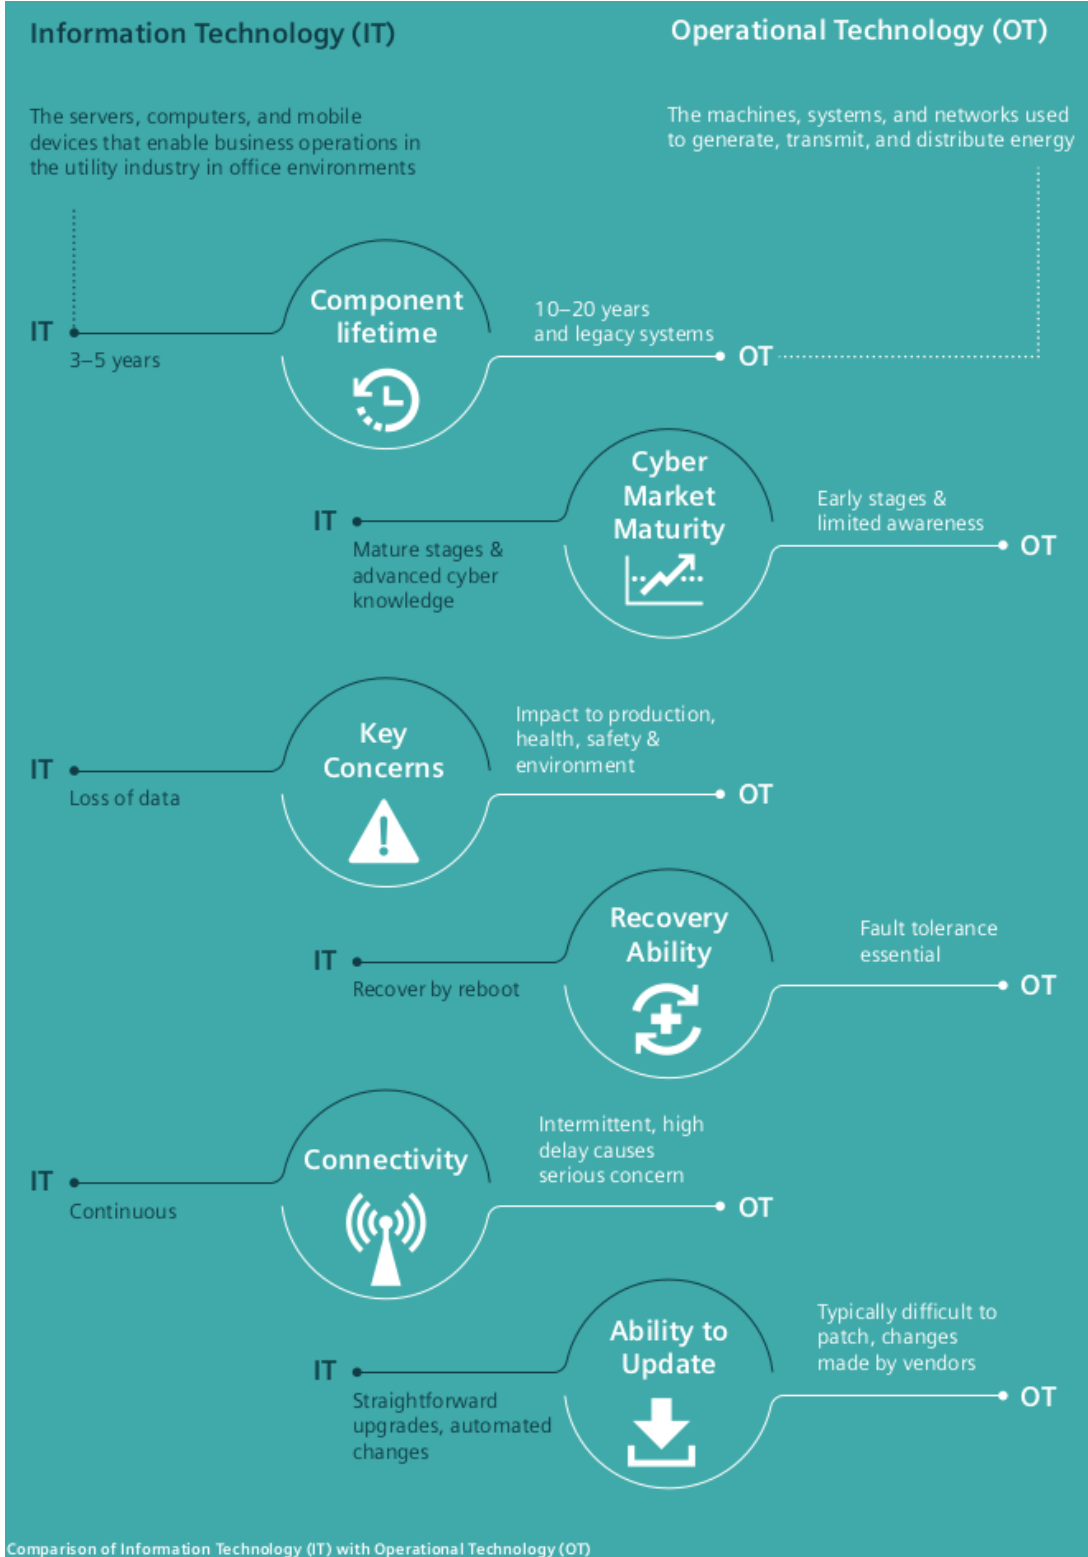 Information Technology (IT)
Operational Technology (OT)
The servers, computers, and mobile
devices that enable business operations in
the utility industry in office environments
The machines, systems, and networks used
to generate, transmit, and distribute energy
Component
lifetime
IT
3–5 years
10–20 years
and legacy systems
OT
Cyber
Market
Maturity
IT
Mature stages &
advanced cyber
knowledge
Early stages &
limited awareness
OT
Key
Concerns
IT
Loss of data
Impact to production,
health, safety &
environment
OT
Recovery
Ability
IT
Recover by reboot
Fault tolerance
essential
OT
Connectivity
IT
Continuous
Intermittent, high
delay causes
serious concern
OT
Ability to
Update
IT
Straightforward
upgrades, automated
changes
Typically difficult to
patch, changes
made by vendors
OT
Comparison of Information Technology (IT) with Operational Technology (OT)